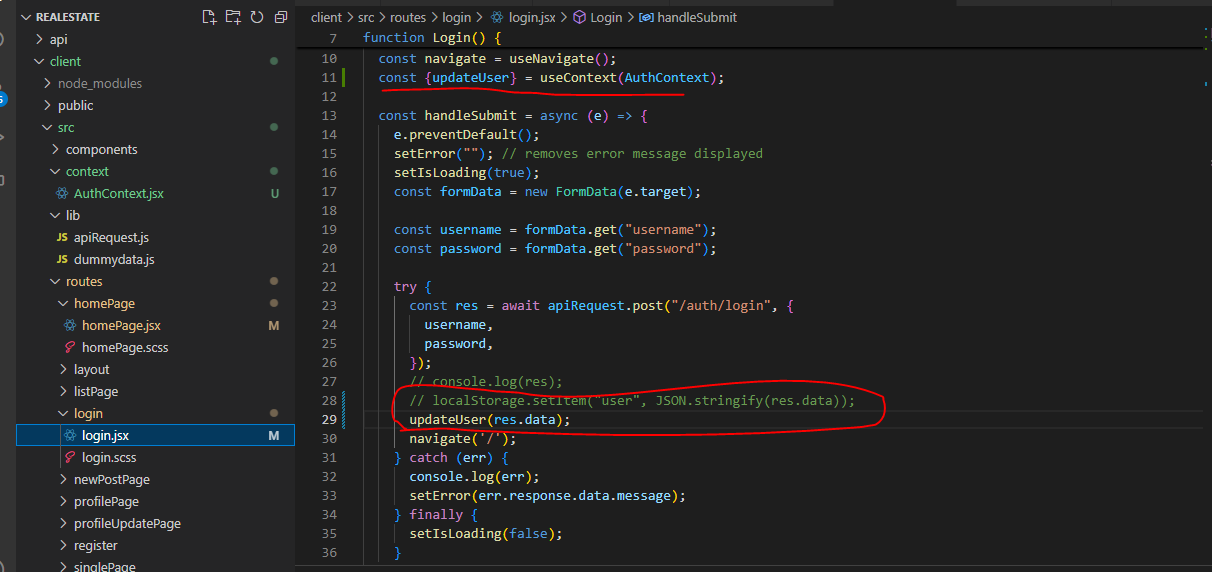 REALESTATE
api
client
node_modules
public
src
components
context
AuthContext.jsx U
lib
JS apiRequest.js
JS dummydata.js
routes
homePage
homePage.jsx M
homePage.scss
layout
listPage
login
login.jsx M
login.scss
newPostPage
profilePage
profileUpdatePage
register
singlePage
client > src > routes > login > login.jsx > Login > handleSubmit
7 function Login() {
10 const navigate = useNavigate();
11 const {updateUser} = useContext(AuthContext);
12
13 const handleSubmit = async (e) => {
14 e.preventDefault();
15 setError(""); // removes error message displayed
16 setIsLoading(true);
17 const formData = new FormData(e.target);
18
19 const username = formData.get("username");
20 const password = formData.get("password");
21
22 try {
23 const res = await apiRequest.post("/auth/login", {
24 username,
25 password,
26 });
27 // console.log(res);
28 // localStorage.setItem("user", JSON.stringify(res.data));
29 updateUser(res.data);
30 navigate('/');
31 } catch (err) {
32 console.log(err);
33 setError(err.response.data.message);
34 } finally {
35 setIsLoading(false);
36 }